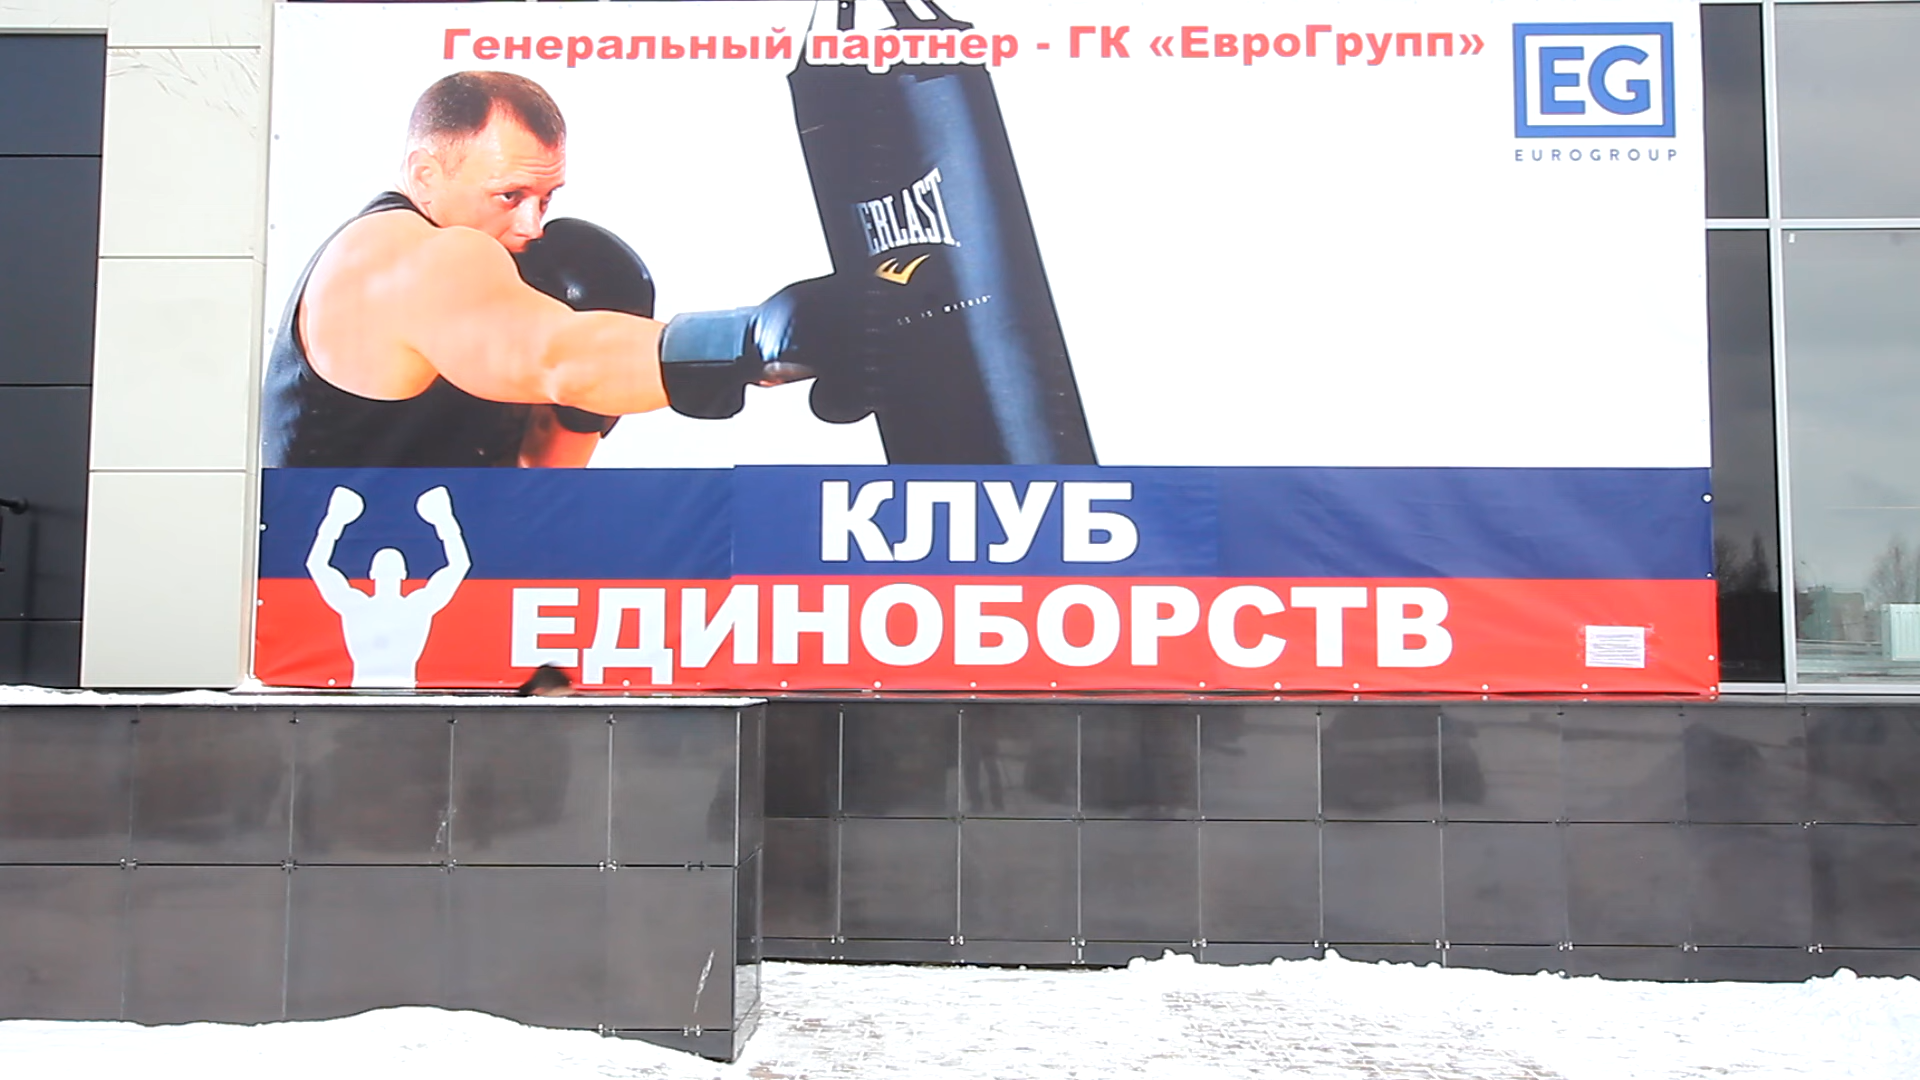 Генеральный партнер - ГК «ЕвроГрупп»
EG
EUROGROUP
ERLAST
КЛУБ
ЕДИНОБОРСТВ